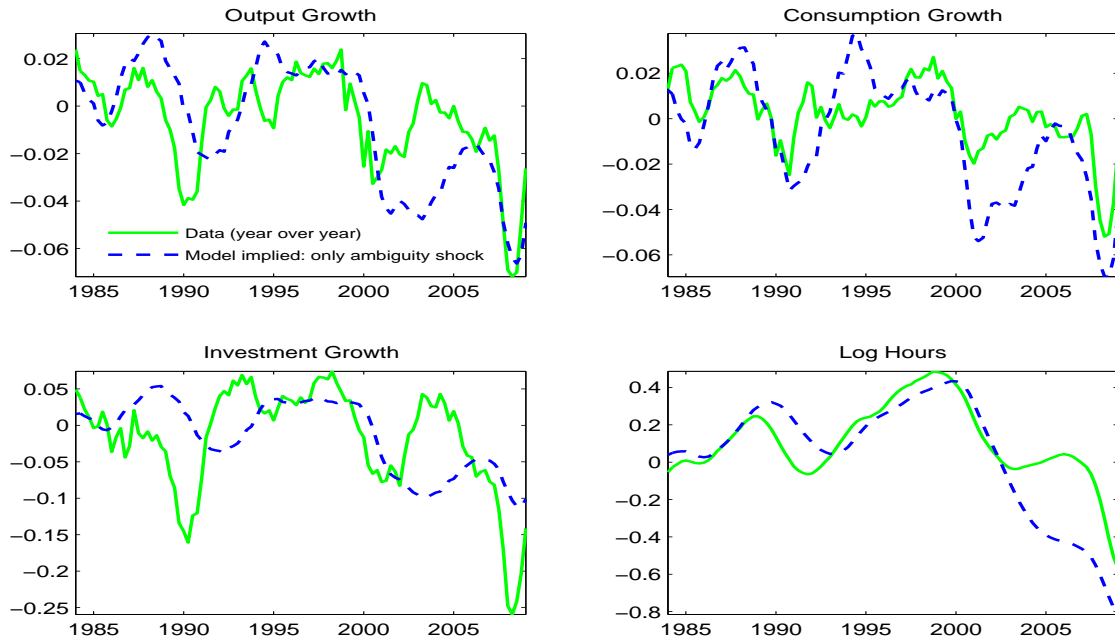 Output Growth
0.02
0
−0.02
−0.04
−0.06
Data (year over year)
Model implied: only ambiguity shock
1985 1990 1995 2000 2005
Consumption Growth
0.02
0
−0.02
−0.04
−0.06
1985 1990 1995 2000 2005
Investment Growth
0.05
0
−0.05
−0.1
−0.15
−0.2
−0.25
1985 1990 1995 2000 2005
Log Hours
0.4
0.2
0
−0.2
−0.4
−0.6
−0.8
1985 1990 1995 2000 2005